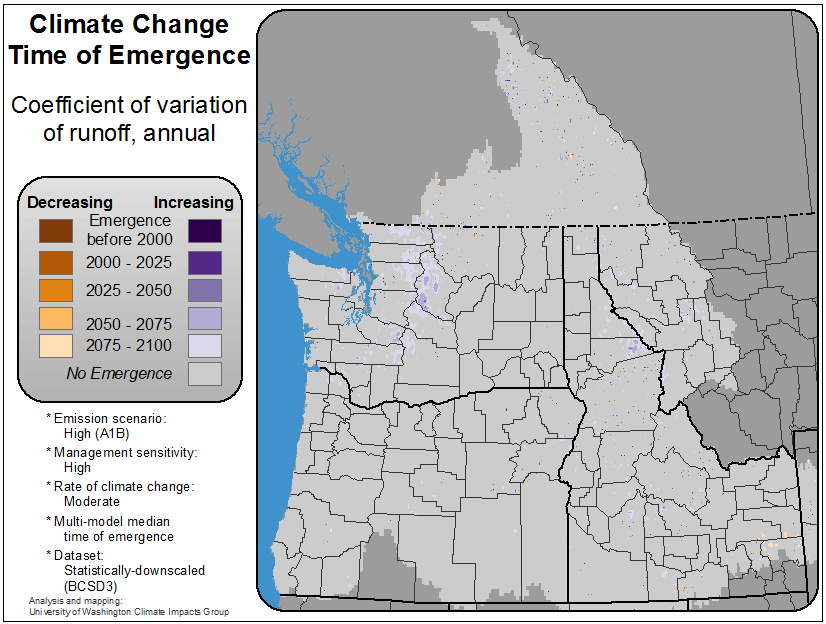 Climate Change
Time of Emergence
Coefficient of variation
of runoff, annual
Decreasing Increasing
Emergence
before 2000
2000 - 2025
2025 - 2050
2050 - 2075
2075 - 2100
No Emergence
* Emission scenario:
High (A1B)
* Management sensitivity:
High
* Rate of climate change:
Moderate
* Multi-model median
time of emergence
* Dataset:
Statistically-downscaled
(BCSD3)
Analysis and mapping:
University of Washington Climate Impacts Group